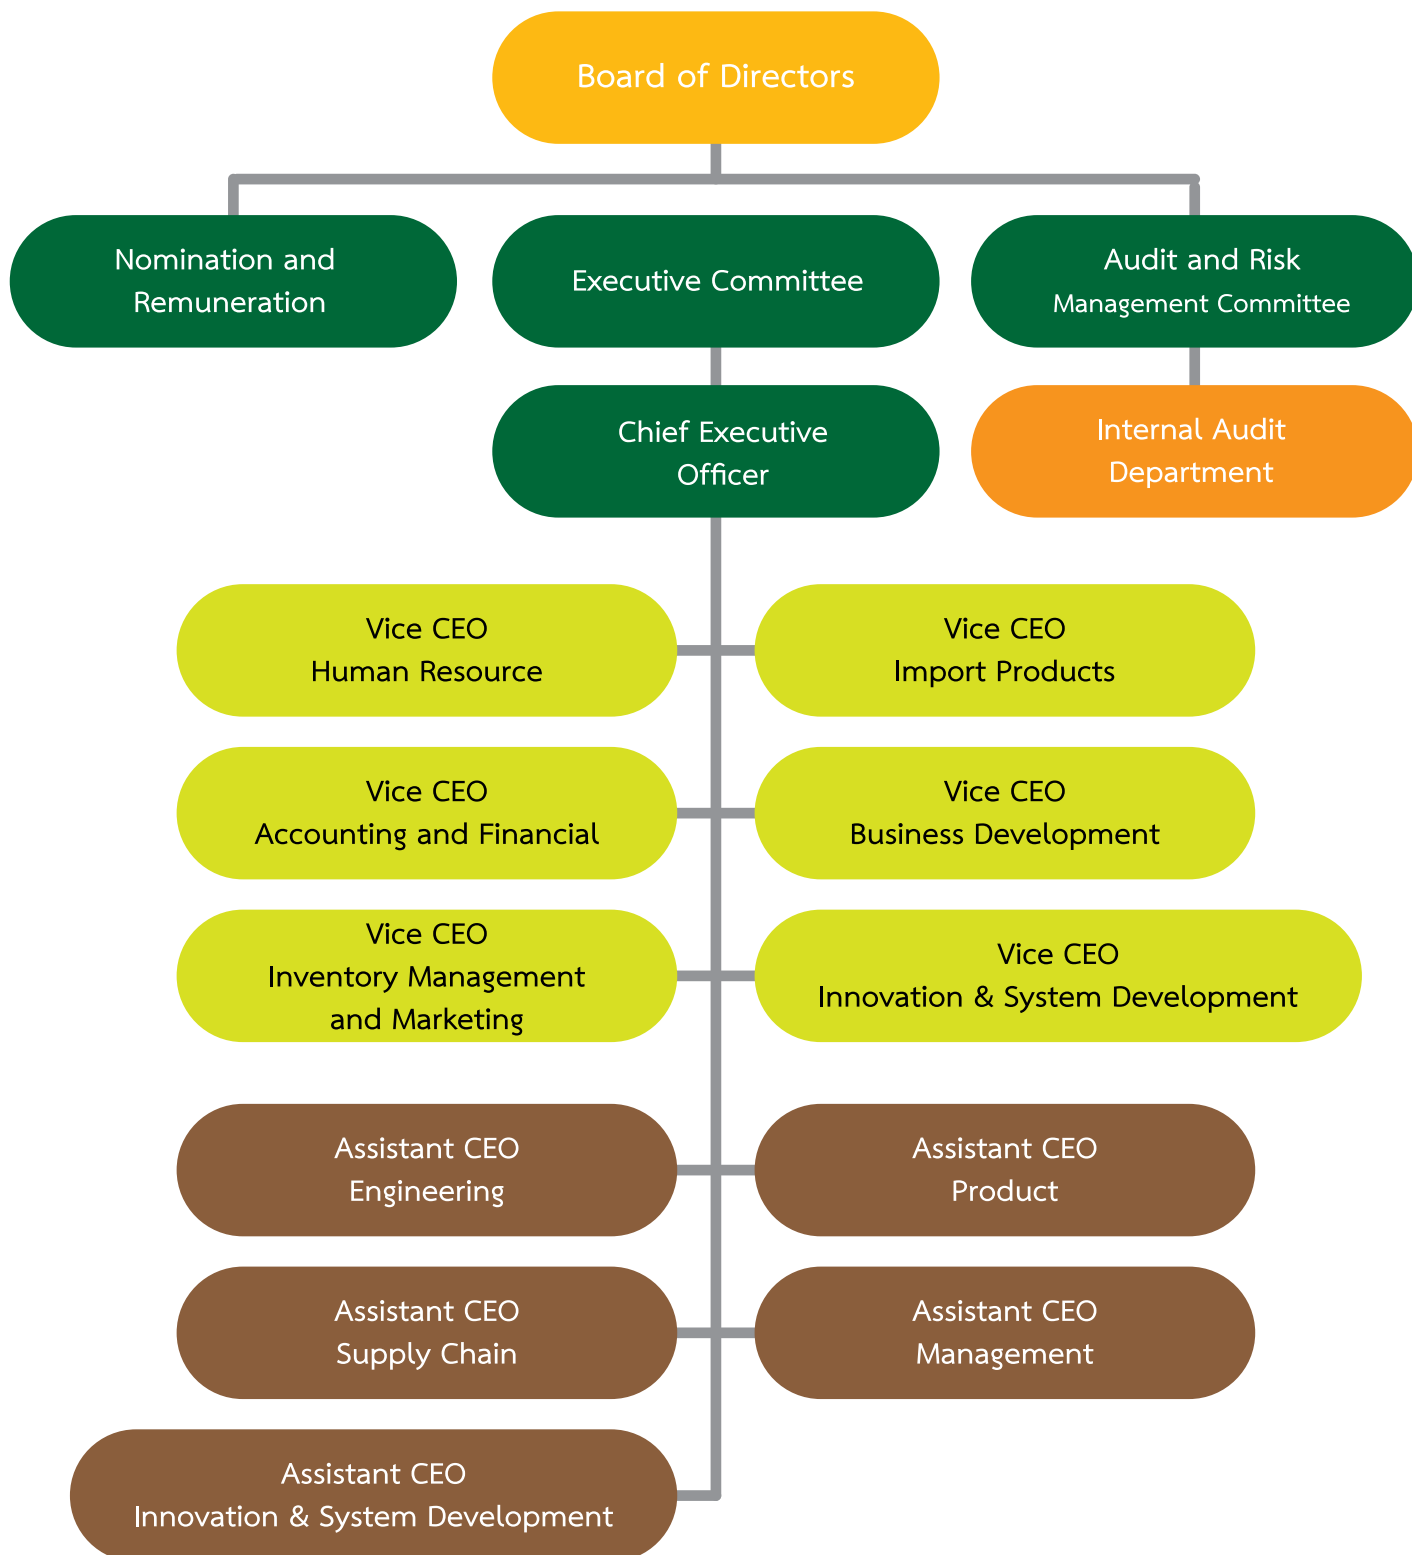 Board of Directors
Nomination and
Remuneration
Executive Committee
Audit and Risk
Management Committee
Chief Executive
Officer
Internal Audit
Department
Vice CEO
Human Resource
Vice CEO
Import Products
Vice CEO
Accounting and Financial
Vice CEO
Business Development
Vice CEO
Inventory Management
and Marketing
Vice CEO
Innovation & System Development
Assistant CEO
Engineering
Assistant CEO
Product
Assistant CEO
Supply Chain
Assistant CEO
Management
Assistant CEO
Innovation & System Development